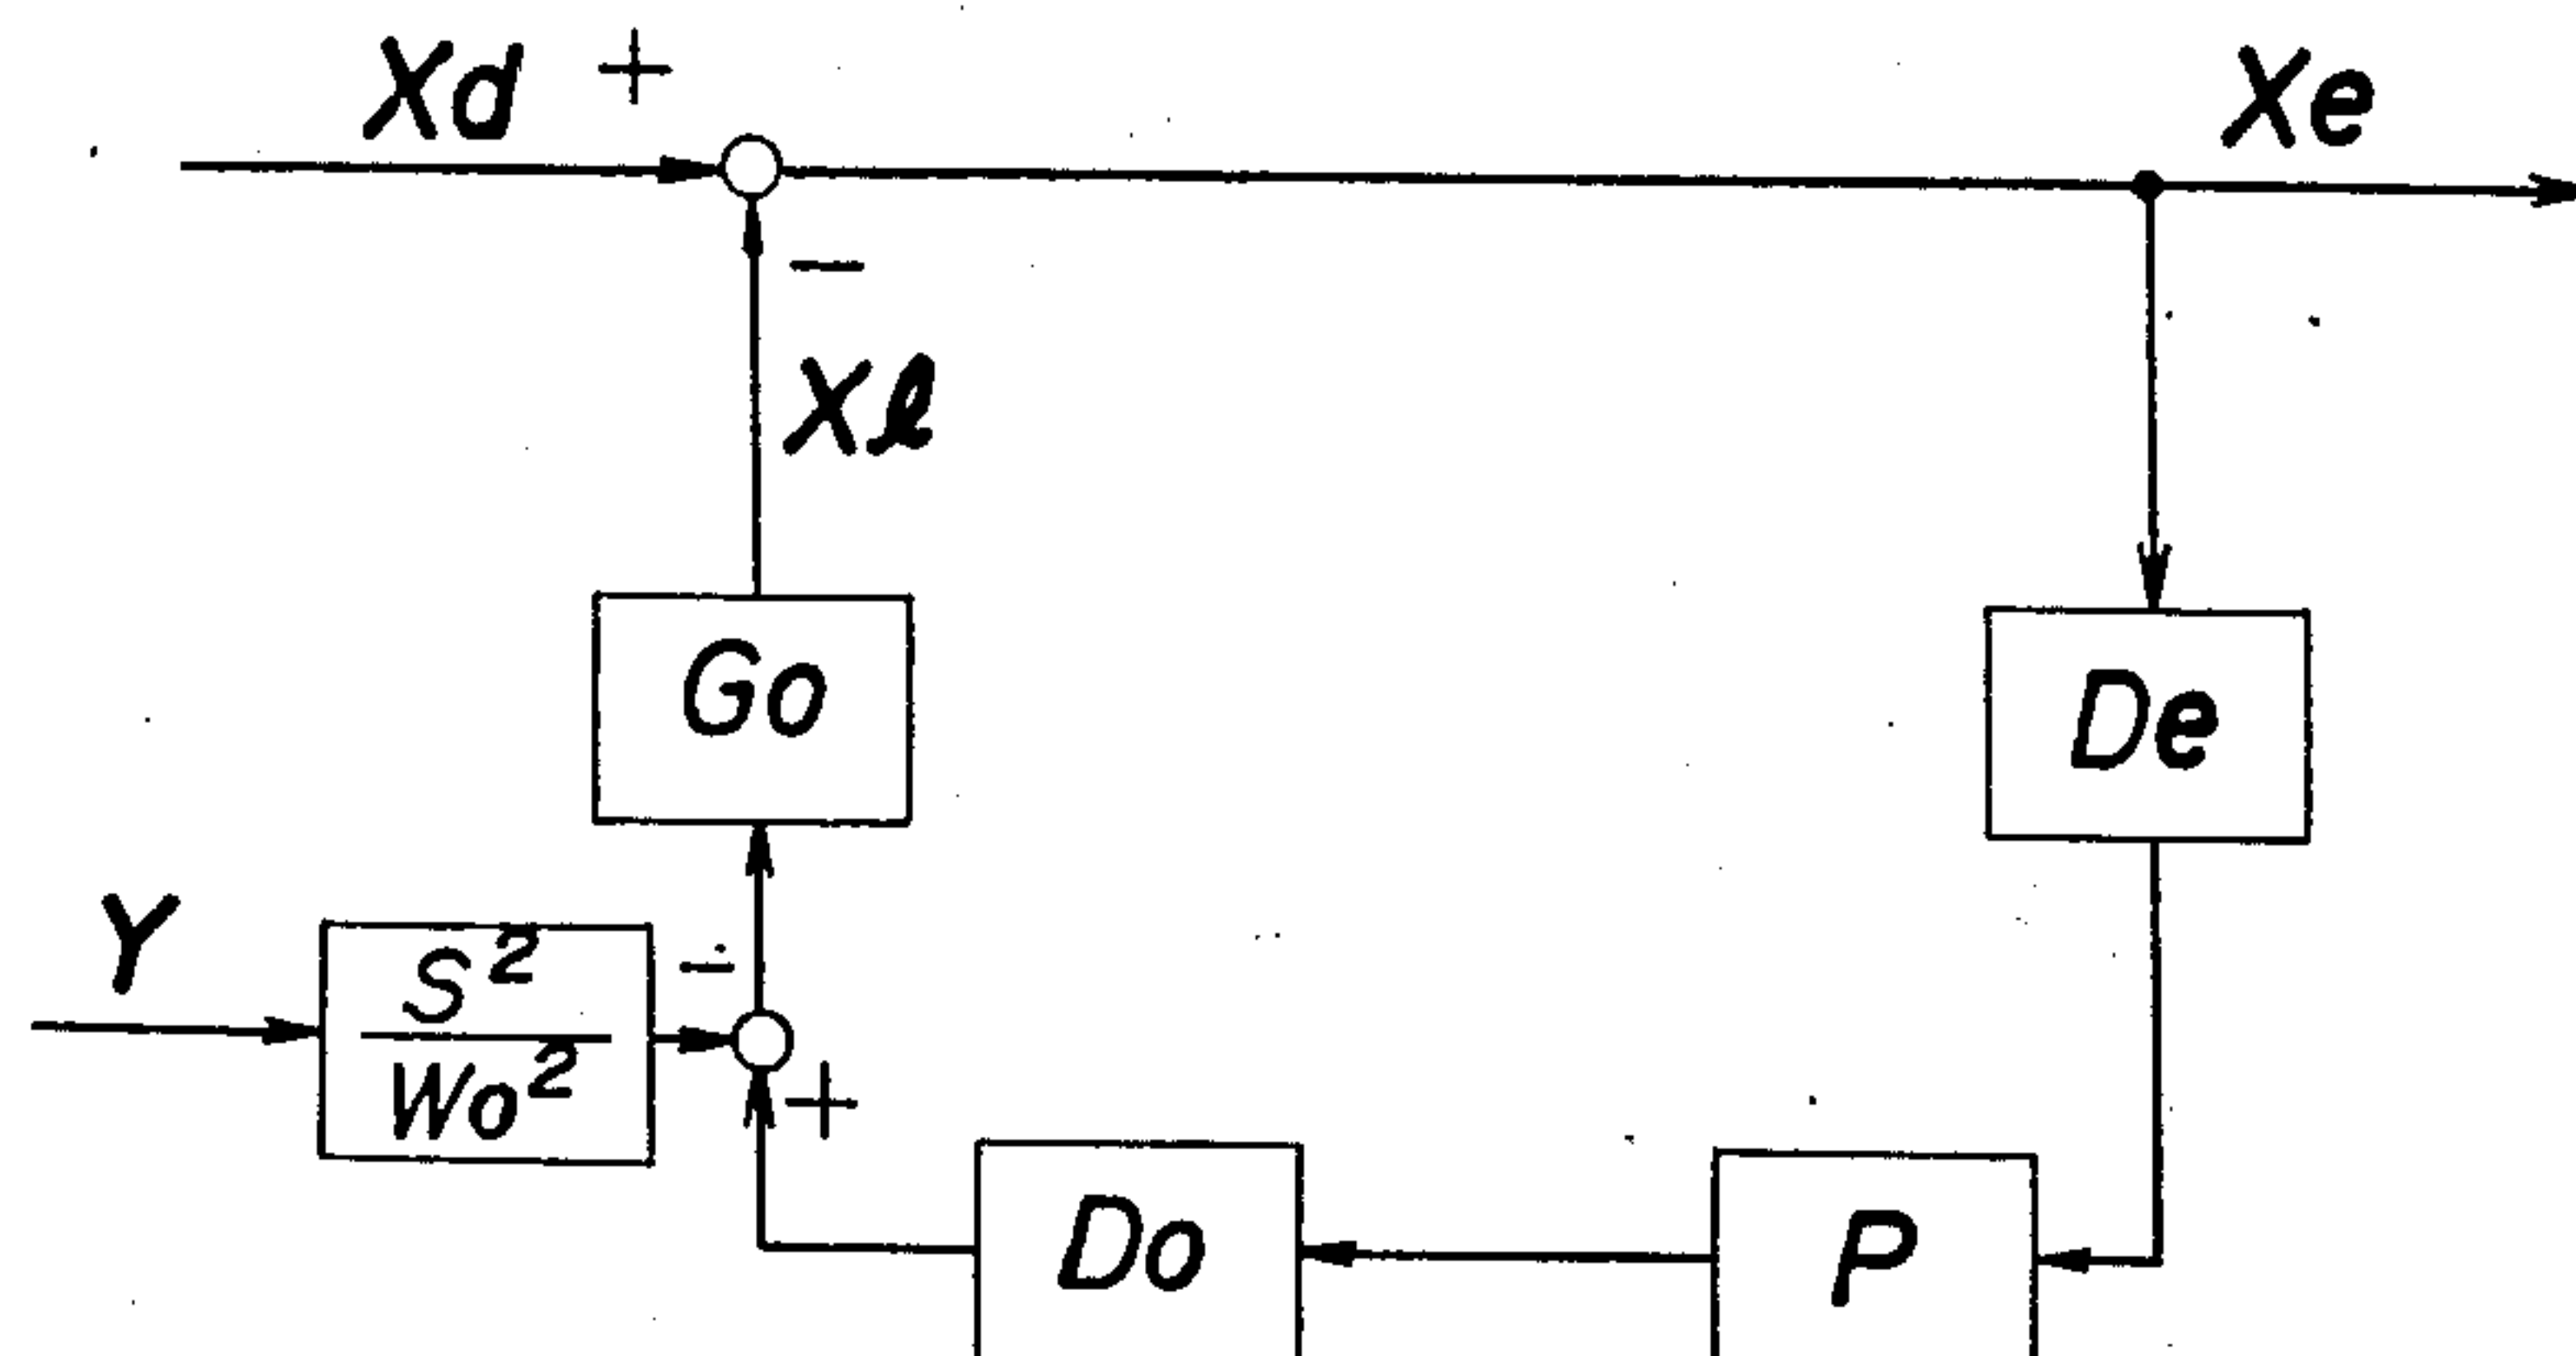 Xd +
Xe
−
Xl
Go
De
Y
S²
Wo²
−
+
Do
P